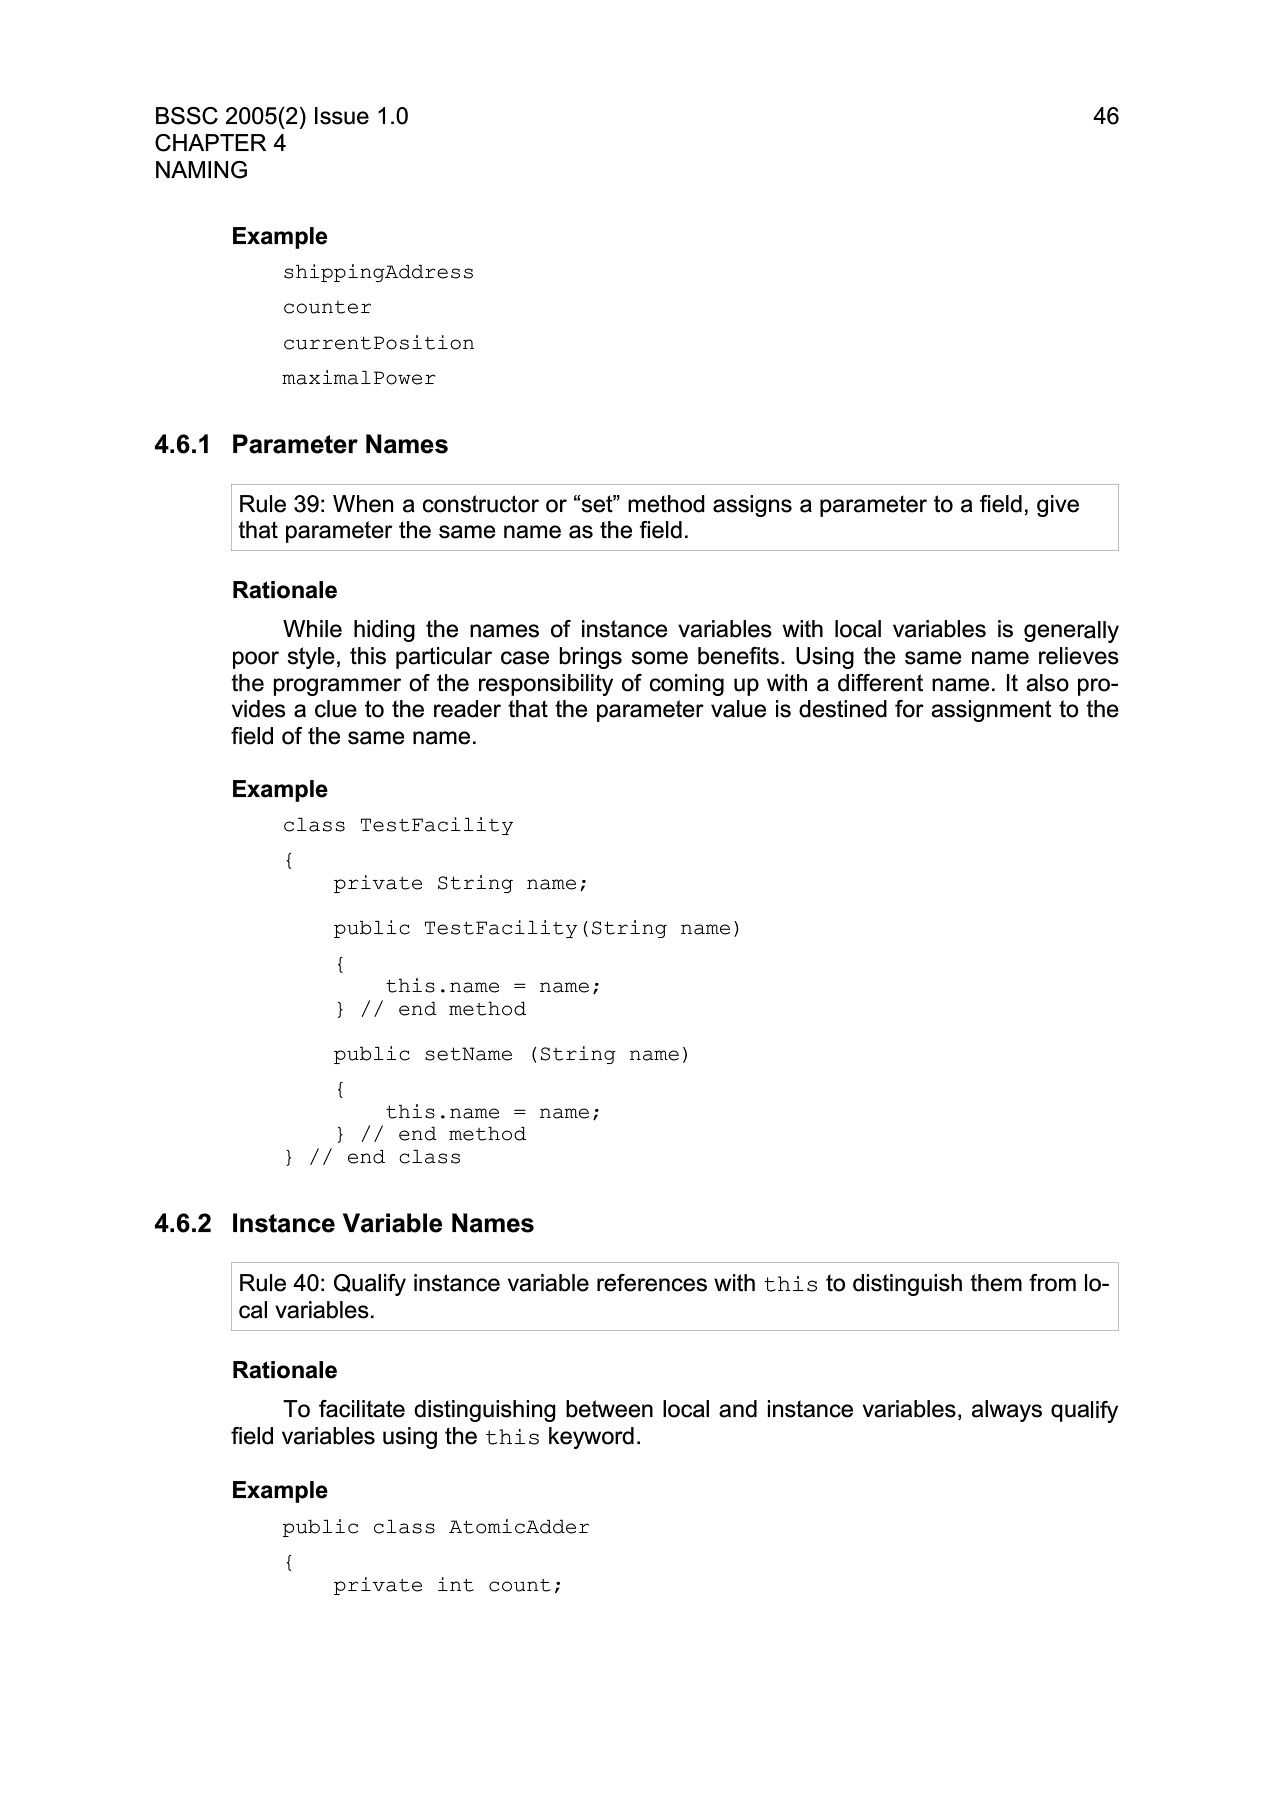 BSSC 2005(2) Issue 1.0 46
CHAPTER 4
NAMING
Example
shippingAddress
counter
currentPosition
maximalPower
4.6.1 Parameter Names
Rule 39: When a constructor or “set” method assigns a parameter to a field, give
that parameter the same name as the field.
Rationale
While hiding the names of instance variables with local variables is generally
poor style, this particular case brings some benefits. Using the same name relieves
the programmer of the responsibility of coming up with a different name. It also pro-
vides a clue to the reader that the parameter value is destined for assignment to the
field of the same name.
Example
class TestFacility
{
    private String name;
    public TestFacility(String name)
    {
        this.name = name;
    } // end method
    public setName (String name)
    {
        this.name = name;
    } // end method
} // end class
4.6.2 Instance Variable Names
Rule 40: Qualify instance variable references with this to distinguish them from lo-
cal variables.
Rationale
To facilitate distinguishing between local and instance variables, always qualify
field variables using the this keyword.
Example
public class AtomicAdder
{
    private int count;